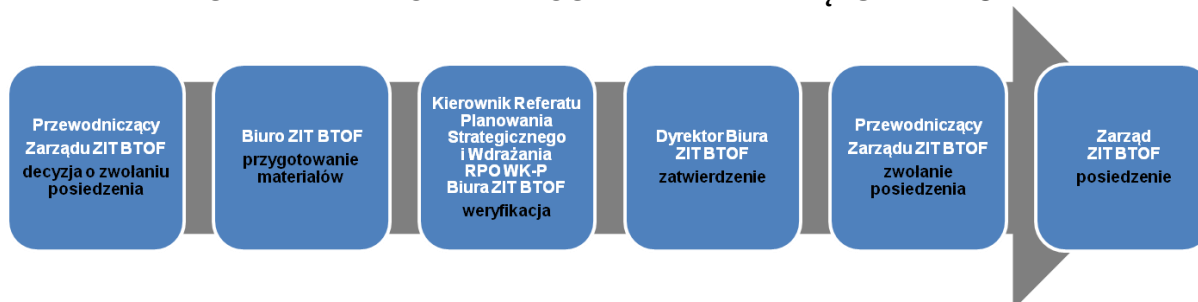 Przewodniczący
Zarządu ZIT BTOF
decyzja o zwołaniu
posiedzenia
Biuro ZIT BTOF
przygotowanie
materiałów
Kierownik Referatu
Planowania
Strategicznego
i Wdrażania
RPO WK-P
Biura ZIT BTOF
weryfikacja
Dyrektor Biura
ZIT BTOF
zatwierdzenie
Przewodniczący
Zarządu ZIT BTOF
zwołanie
posiedzenia
Zarząd
ZIT BTOF
posiedzenie